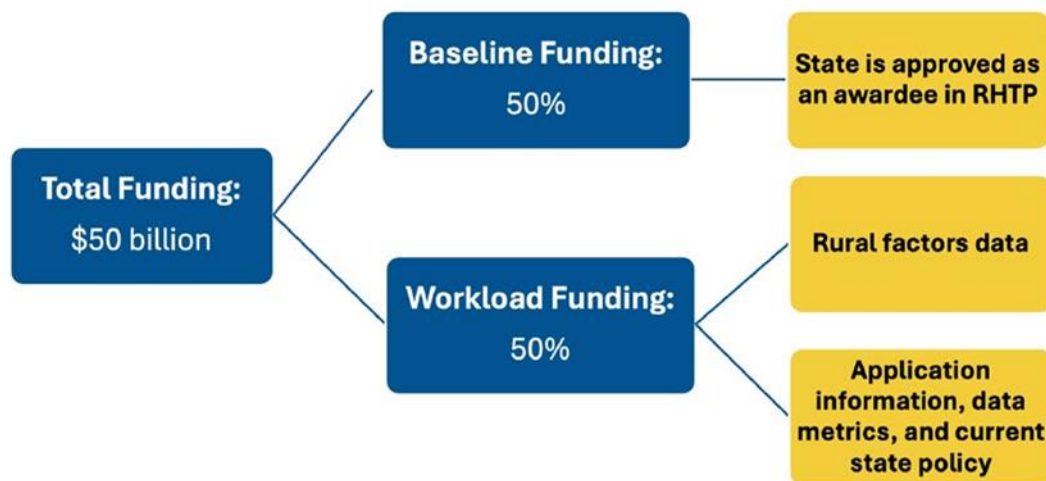 Total Funding:
$50 billion
Baseline Funding:
50%
State is approved as
an awardee in RHTP
Workload Funding:
50%
Rural factors data
Application
information, data
metrics, and current
state policy